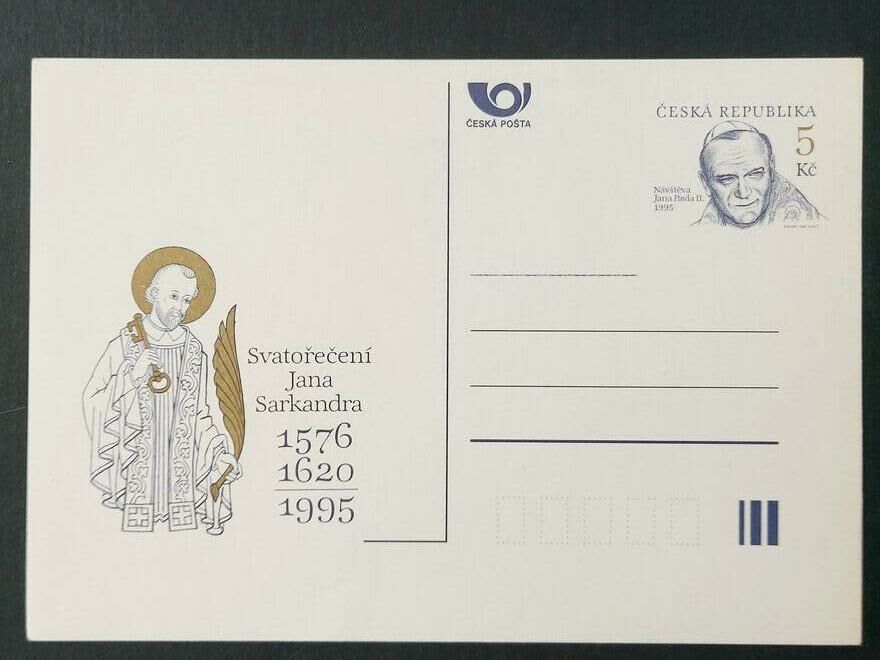 Svatořečení
Jana
Sarkandra
1576
1620
1995
ČESKÁ POŠTA
ČESKÁ REPUBLIKA
5
Kč
Návštěva
Jana Pavla II.
1995